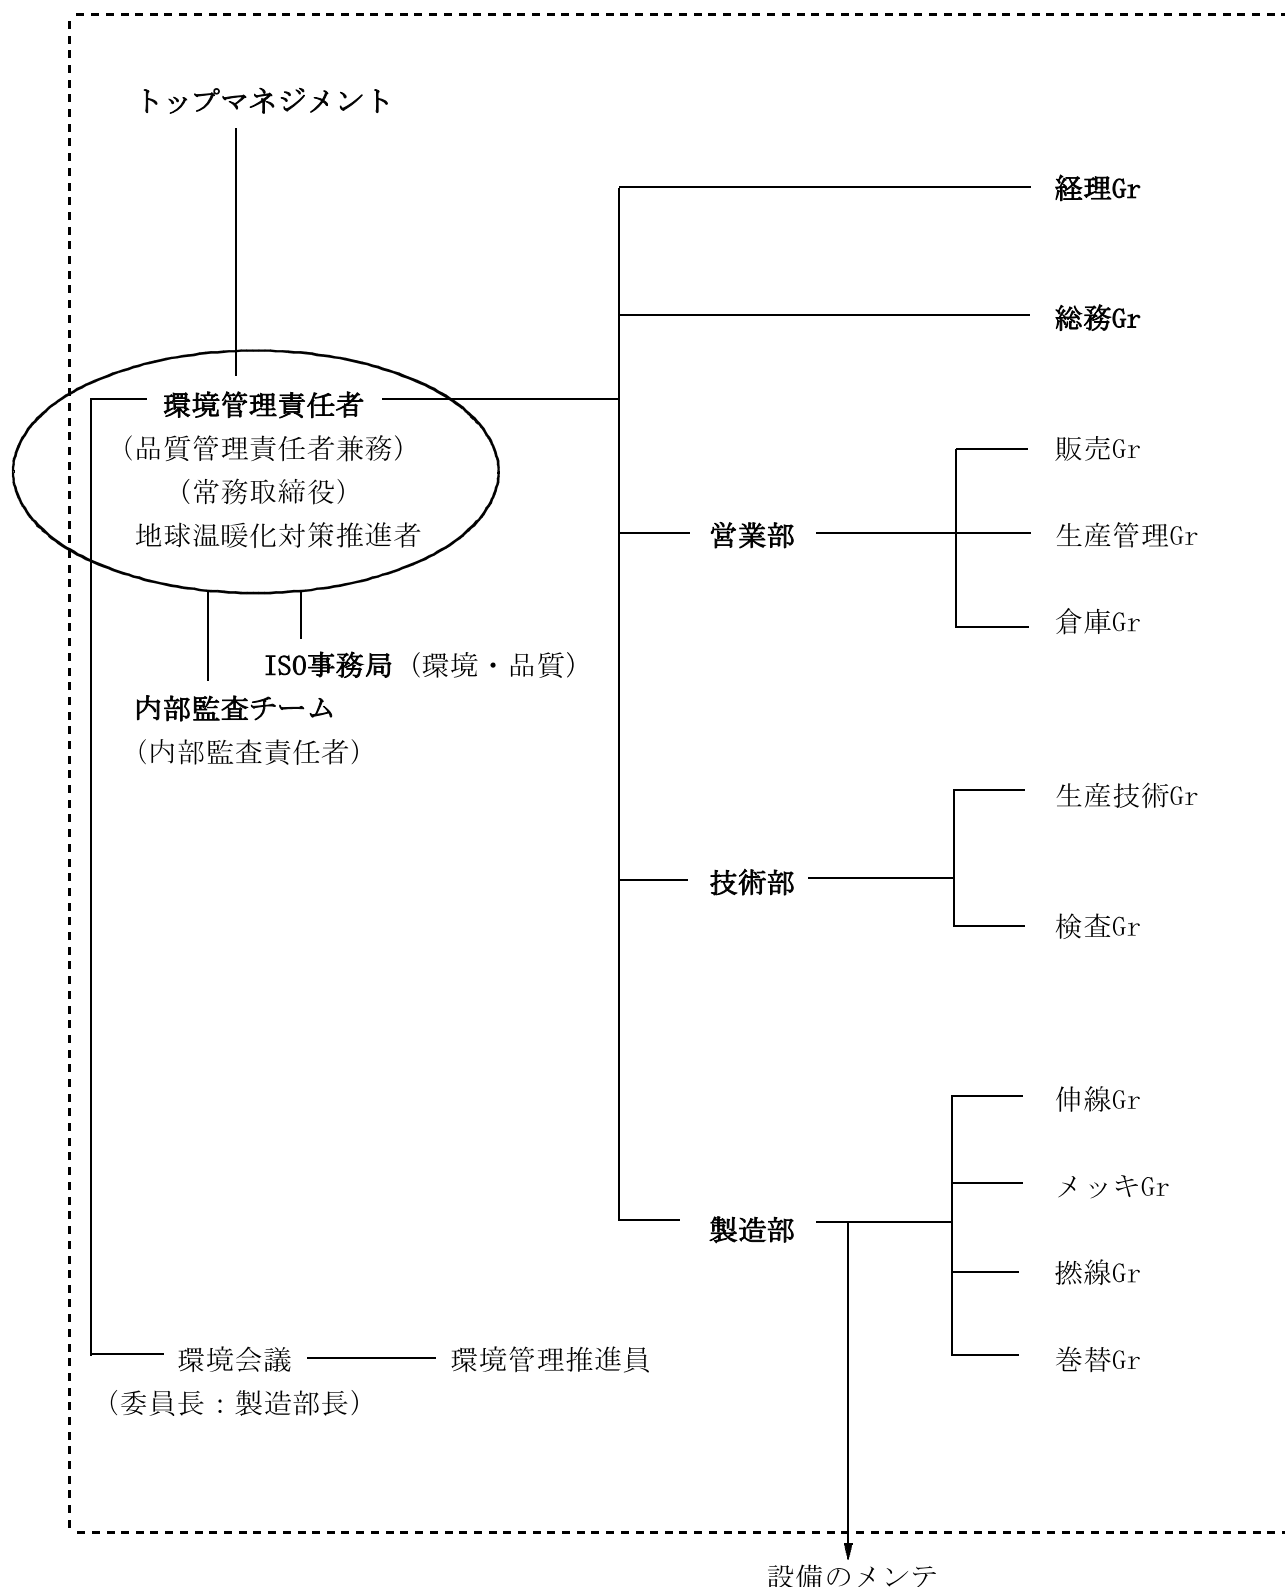 トップマネジメント
経理Gr
総務Gr
環境管理責任者
（品質管理責任者兼務）
（常務取締役）
地球温暖化対策推進者
販売Gr
営業部
生産管理Gr
倉庫Gr
ISO事務局（環境・品質）
内部監査チーム
（内部監査責任者）
生産技術Gr
技術部
検査Gr
伸線Gr
メッキGr
製造部
撚線Gr
巻替Gr
環境会議
環境管理推進員
（委員長：製造部長）
設備のメンテ